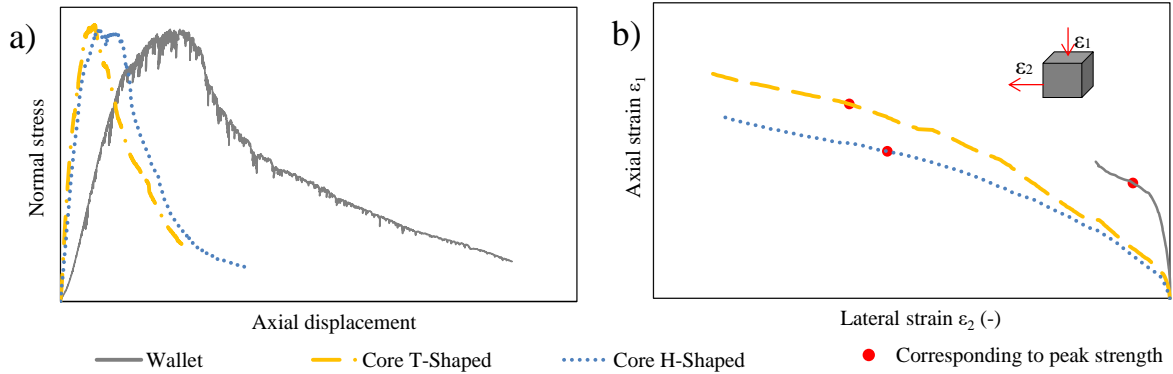 a)
Normal stress
Axial displacement
b)
Axial strain ε₁
ε₁
ε₂
Lateral strain ε₂ (-)
Wallet
Core T-Shaped
Core H-Shaped
Corresponding to peak strength